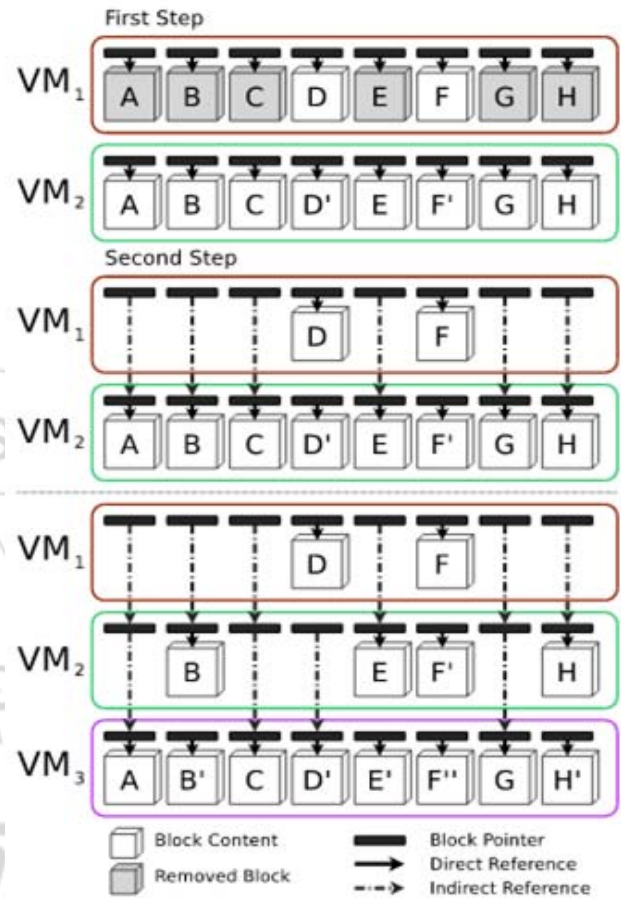 First Step
VM1 A B C D E F G H
VM2 A B C D' E F' G H
Second Step
VM1 D F
VM2 A B C D' E F' G H
VM1 D F
VM2 B E F' H
VM3 A B' C D' E' F'' G H'
Block Content Block Pointer
Direct Reference
Removed Block
Indirect Reference